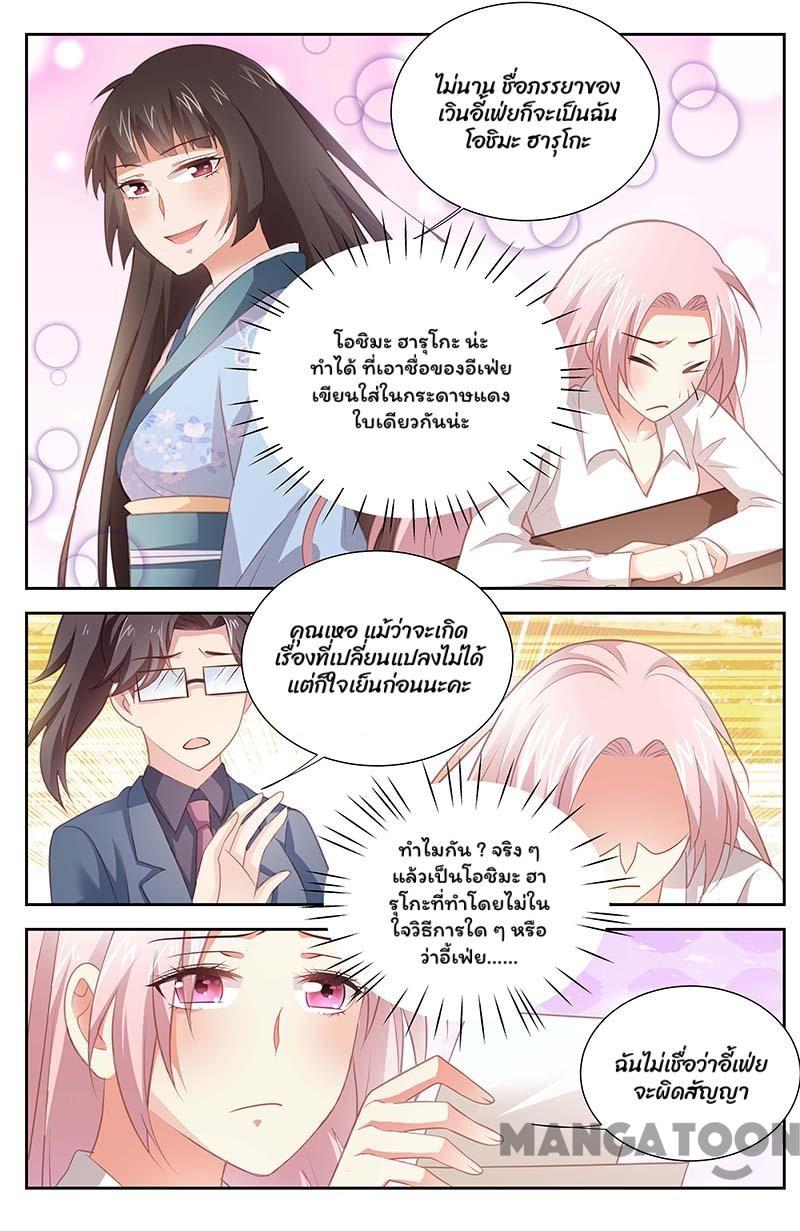 ไม่นาน ชื่อภรรยาของ
เวินอี้เฟ่ยก็จะเป็นฉัน
โอชิมะ ฮารุโกะ
โอชิมะ ฮารุโกะ น่ะ
ทำได้ ที่เอาชื่อของอีเฟ่ย
เขียนใส่ในกระดาษแดง
ใบเดียวกันน่ะ
คุณเหอ แม้ว่าจะเกิด
เรื่องที่เปลี่ยนแปลงไม่ได้
แต่ก็ใจเย็นก่อนนะคะ
ทำไมกัน ? จริง ๆ
แล้วเป็นโอชิมะ ฮา
รุโกะที่ทำโดยไม่ใน
ใจวิธีการใด ๆ หรือ
ว่าอี้เฟ่ย......
ฉันไม่เชื่อว่าอี้เฟ่ย
จะผิดสัญญา
MANGATOON